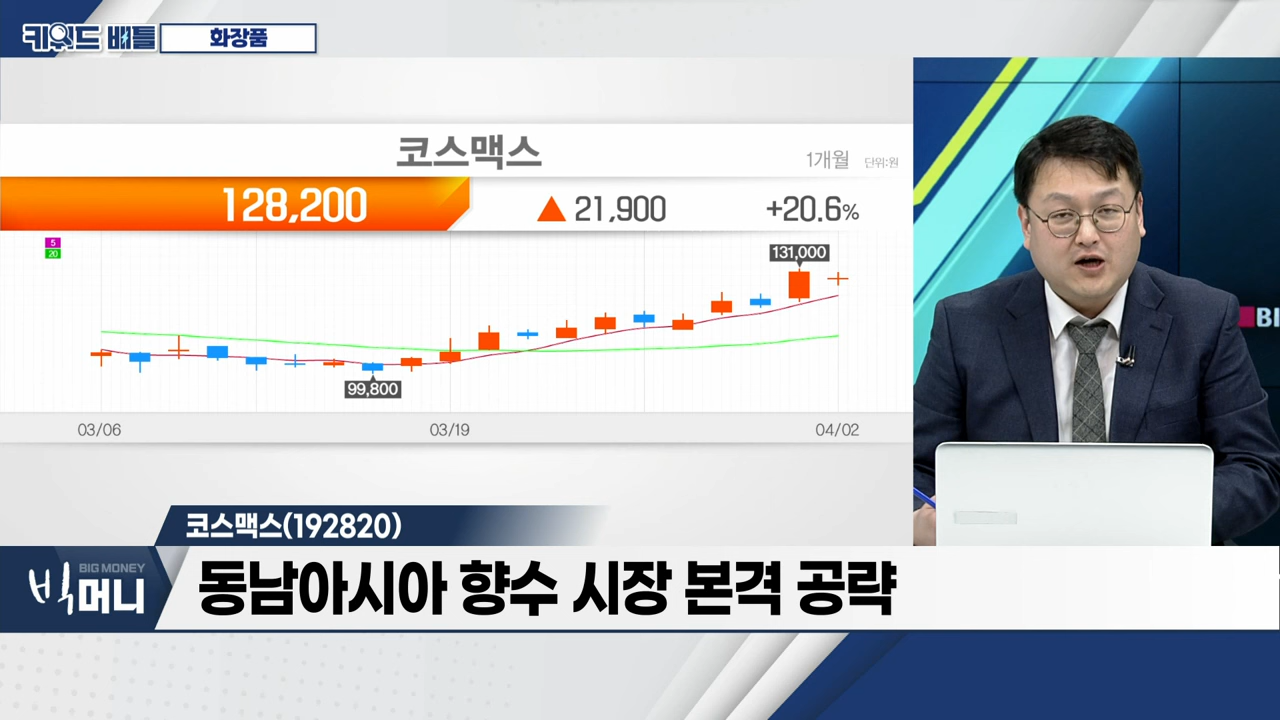 키워드 배틀
화장품
코스맥스
1개월 단위:원
128,200 ▲ 21,900 +20.6%
5
20
131,000
99,800
03/06 03/19 04/02
BI
코스맥스(192820)
BIG MONEY
빅머니
동남아시아 향수 시장 본격 공략